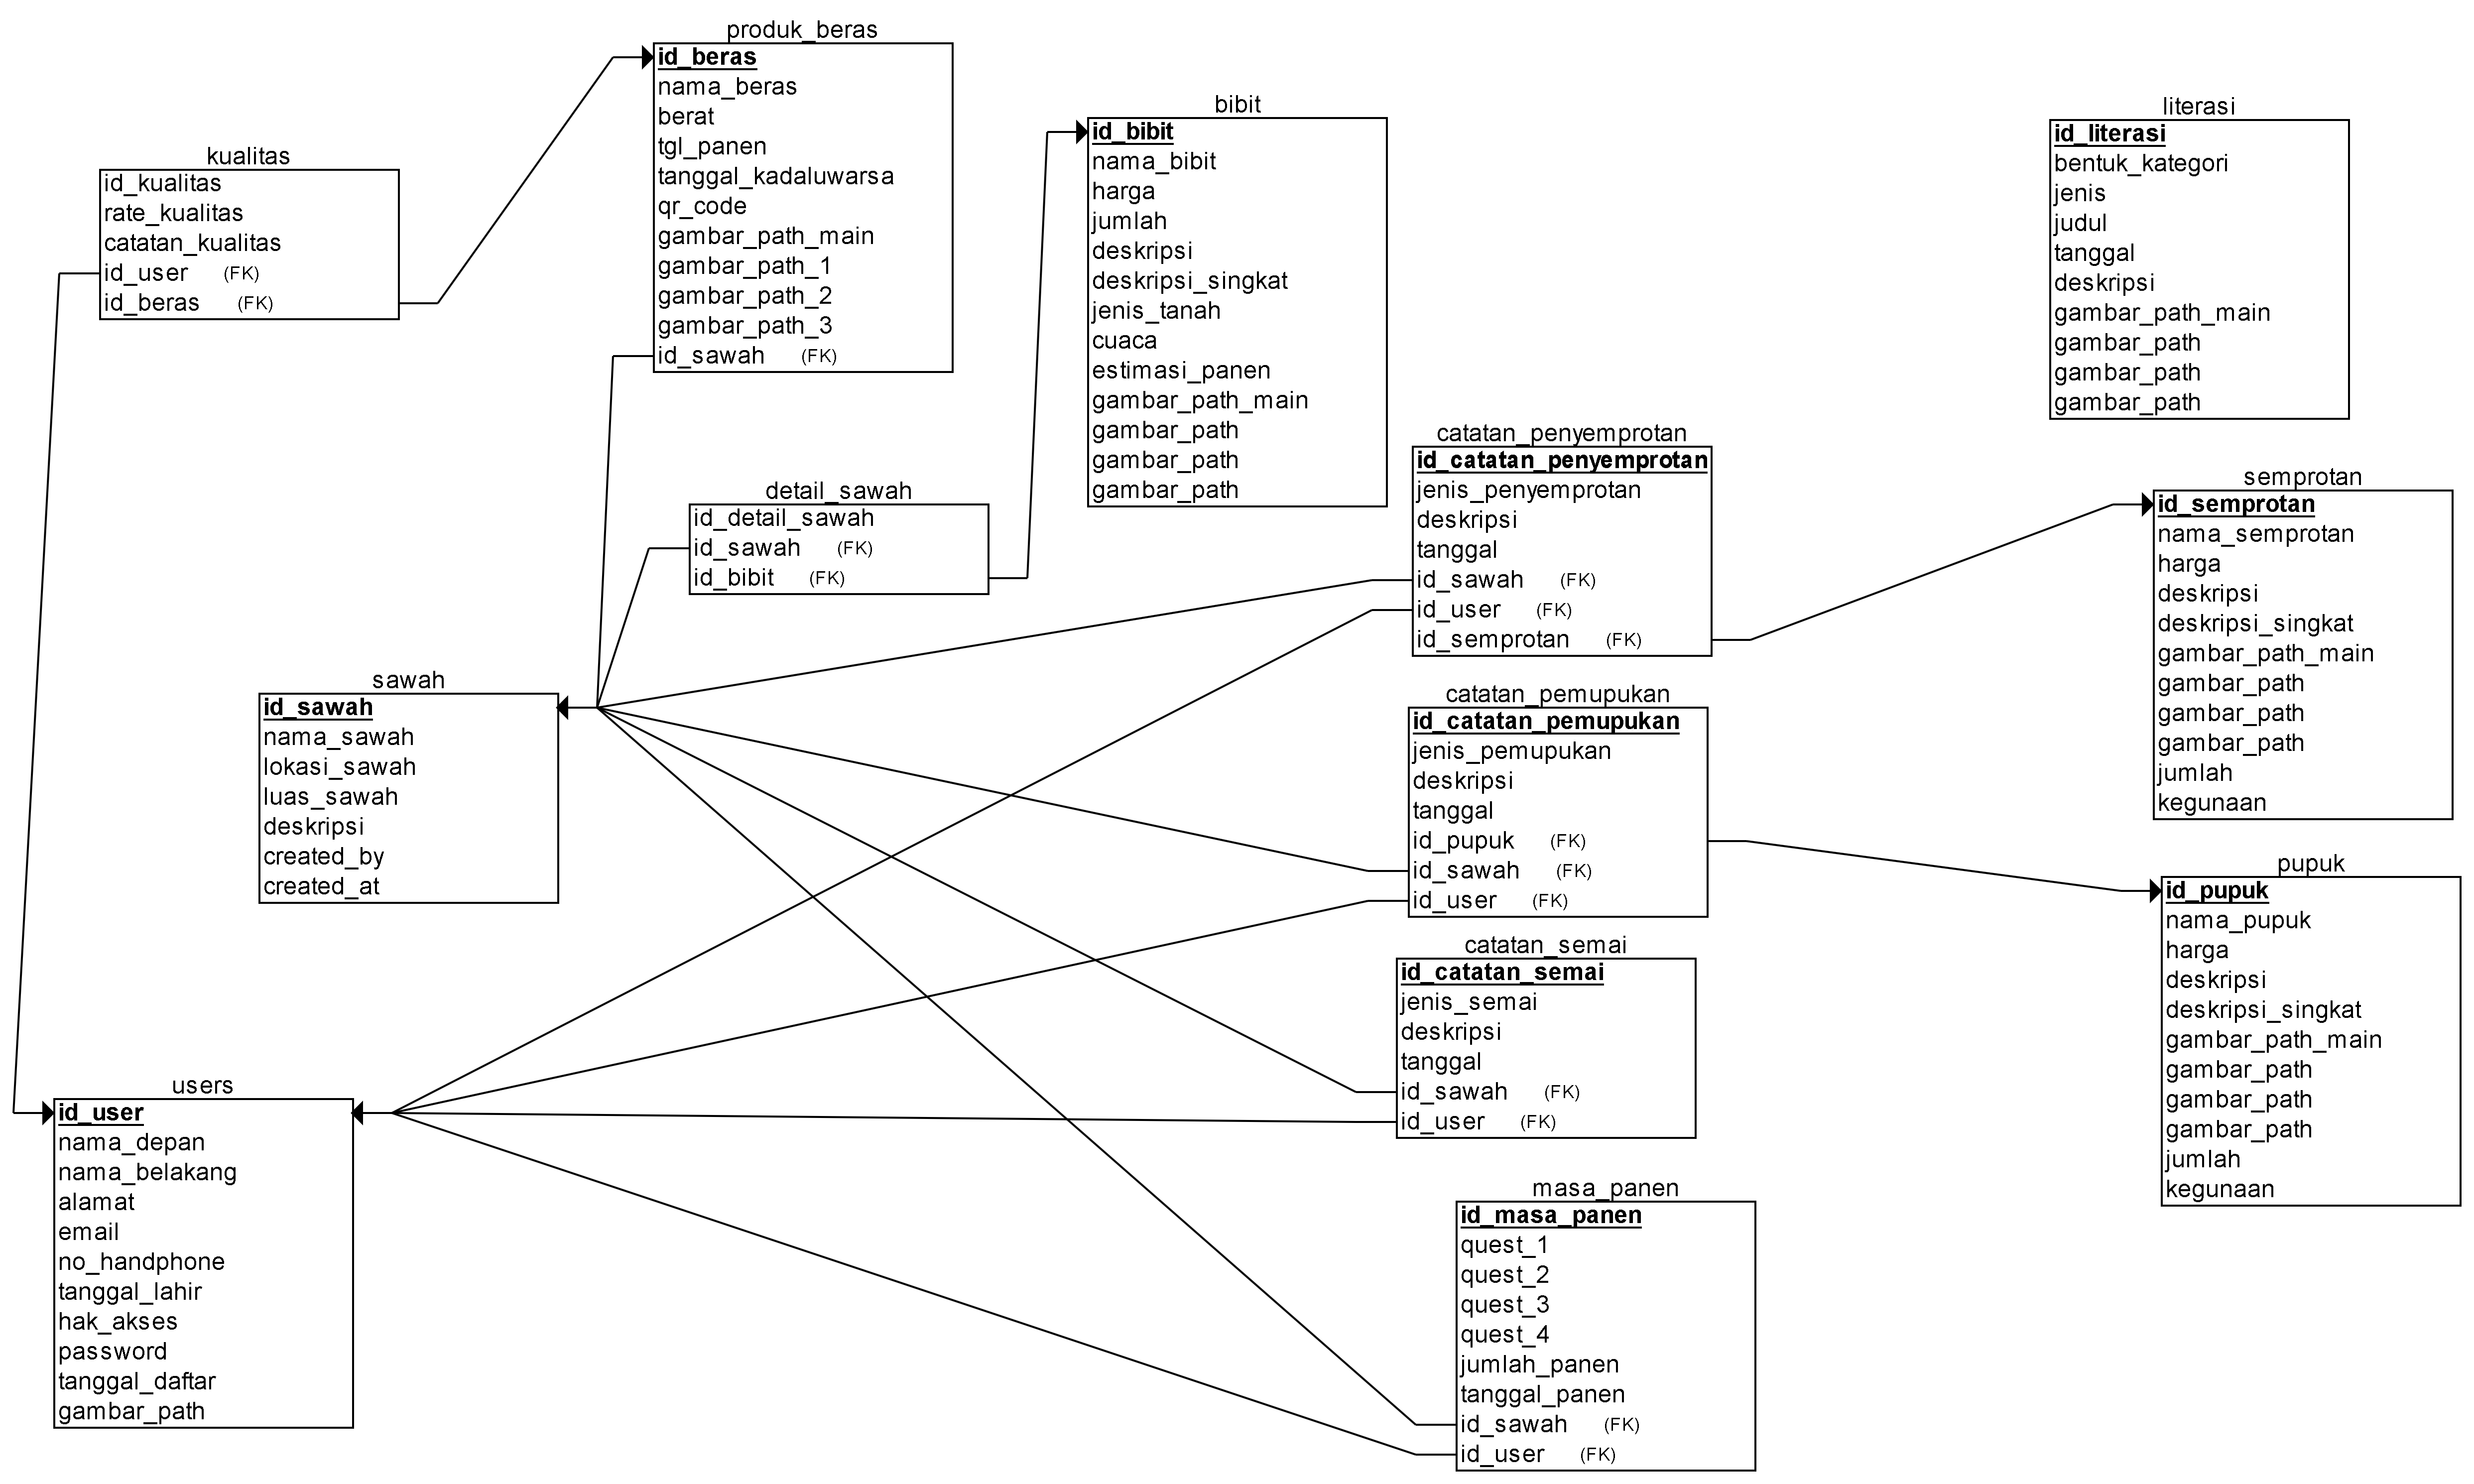 produk_beras
id_beras
nama_beras
berat
tgl_panen
tanggal_kadaluwarsa
qr_code
gambar_path_main
gambar_path_1
gambar_path_2
gambar_path_3
id_sawah (FK)
bibit
id_bibit
nama_bibit
harga
jumlah
deskripsi
deskripsi_singkat
jenis_tanah
cuaca
estimasi_panen
gambar_path_main
gambar_path
gambar_path
gambar_path
literasi
id_literasi
bentuk_kategori
jenis
judul
tanggal
deskripsi
gambar_path_main
gambar_path
gambar_path
gambar_path
kualitas
id_kualitas
rate_kualitas
catatan_kualitas
id_user (FK)
id_beras (FK)
catatan_penyemprotan
id_catatan_penyemprotan
jenis_penyemprotan
deskripsi
tanggal
id_sawah (FK)
id_user (FK)
id_semprotan (FK)
semprotan
id_semprotan
nama_semprotan
harga
deskripsi
deskripsi_singkat
gambar_path_main
gambar_path
gambar_path
gambar_path
jumlah
kegunaan
detail_sawah
id_detail_sawah
id_sawah (FK)
id_bibit (FK)
sawah
id_sawah
nama_sawah
lokasi_sawah
luas_sawah
deskripsi
created_by
created_at
catatan_pemupukan
id_catatan_pemupukan
jenis_pemupukan
deskripsi
tanggal
id_pupuk (FK)
id_sawah (FK)
id_user (FK)
pupuk
id_pupuk
nama_pupuk
harga
deskripsi
deskripsi_singkat
gambar_path_main
gambar_path
gambar_path
gambar_path
jumlah
kegunaan
catatan_semai
id_catatan_semai
jenis_semai
deskripsi
tanggal
id_sawah (FK)
id_user (FK)
users
id_user
nama_depan
nama_belakang
alamat
email
no_handphone
tanggal_lahir
hak_akses
password
tanggal_daftar
gambar_path
masa_panen
id_masa_panen
quest_1
quest_2
quest_3
quest_4
jumlah_panen
tanggal_panen
id_sawah (FK)
id_user (FK)